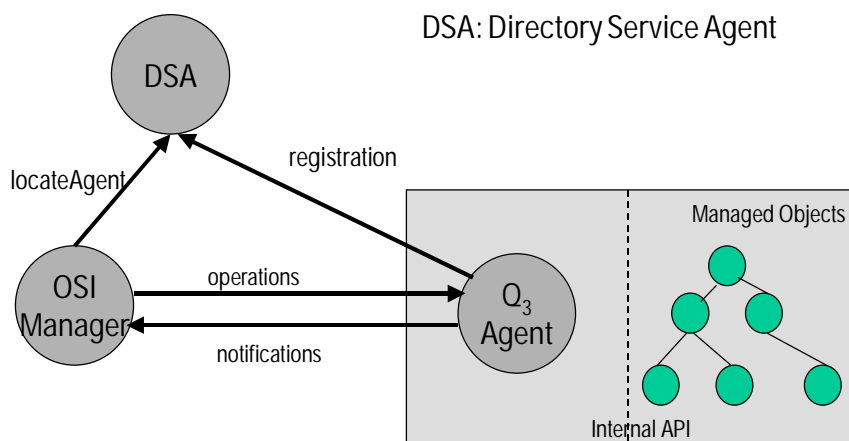 DSA: Directory Service Agent
DSA
registration
locateAgent
Managed Objects
operations
OSI
Manager
Q3
Agent
notifications
Internal API